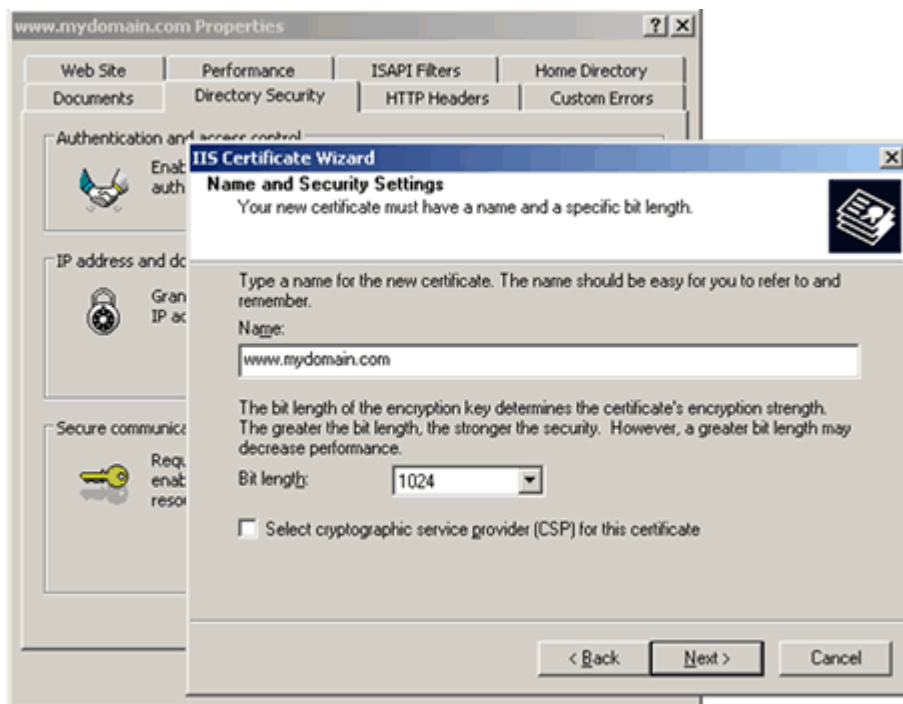 www.mydomain.com Properties
Web Site
Performance
ISAPI Filters
Home Directory
Documents
Directory Security
HTTP Headers
Custom Errors
Authentication and access control
Enab
auth
IP address and do
Gran
IP ac
Secure communica
Requ
enab
resou
IIS Certificate Wizard
Name and Security Settings
Your new certificate must have a name and a specific bit length.
Type a name for the new certificate. The name should be easy for you to refer to and
remember.
Name:
www.mydomain.com
The bit length of the encryption key determines the certificate's encryption strength.
The greater the bit length, the stronger the security. However, a greater bit length may
decrease performance.
Bit length:
1024
Select cryptographic service provider (CSP) for this certificate
< Back
Next >
Cancel